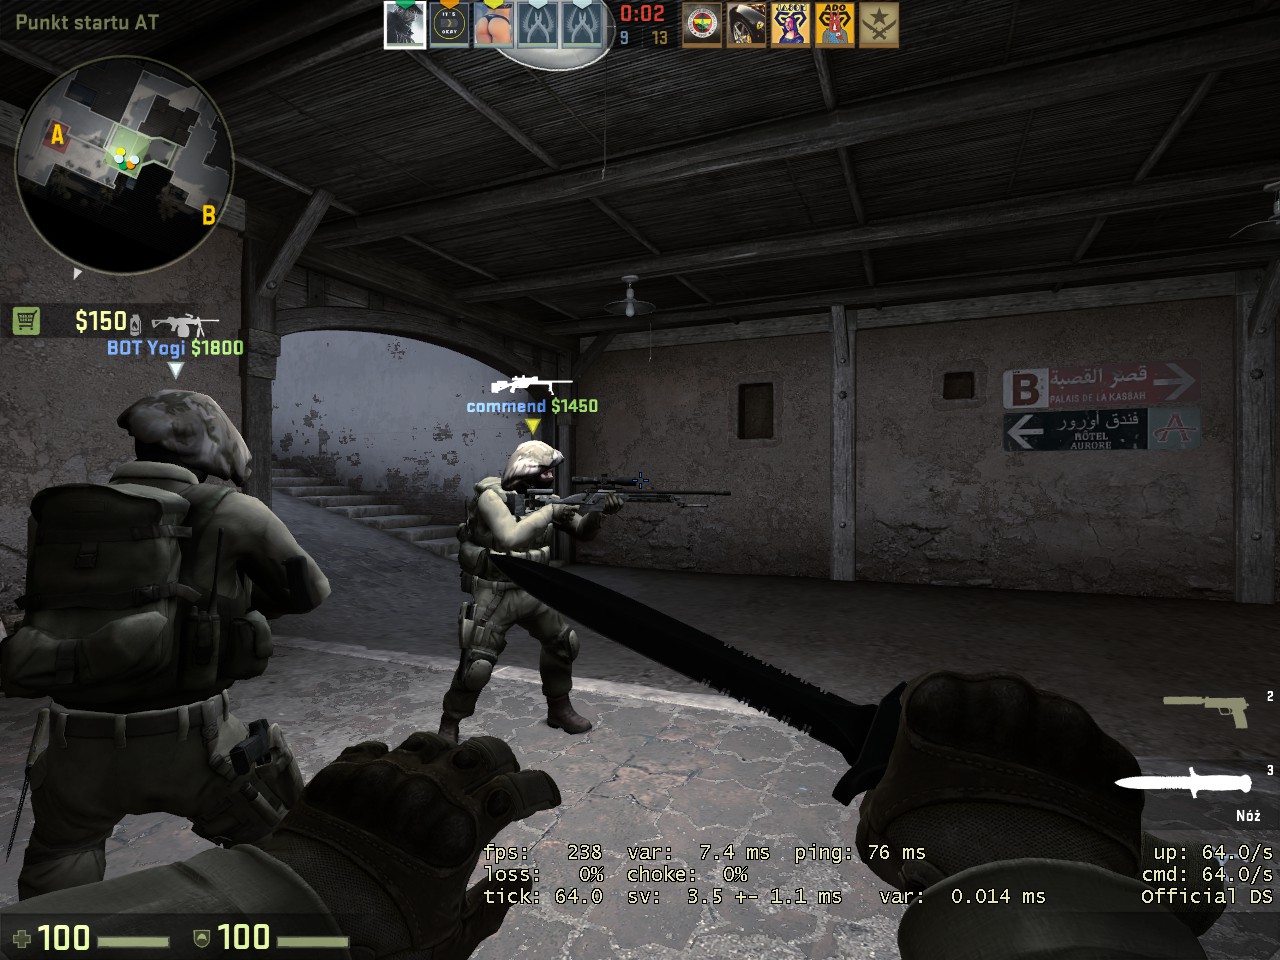 Punkt startu AT
IT'S OKAY
0:02
9 13
ADO
A
B
$150
BOT Yogi $1800
commend $1450
B قصر القصبة
PALAIS DE LA KASBAH
فندق أورور
HÔTEL
AURORE
A
2
3
Nóż
fps: 238 var: 7.4 ms ping: 76 ms
loss: 0% choke: 0%
tick: 64.0 sv: 3.5 +- 1.1 ms var: 0.014 ms
up: 64.0/s
cmd: 64.0/s
Official DS
100 100